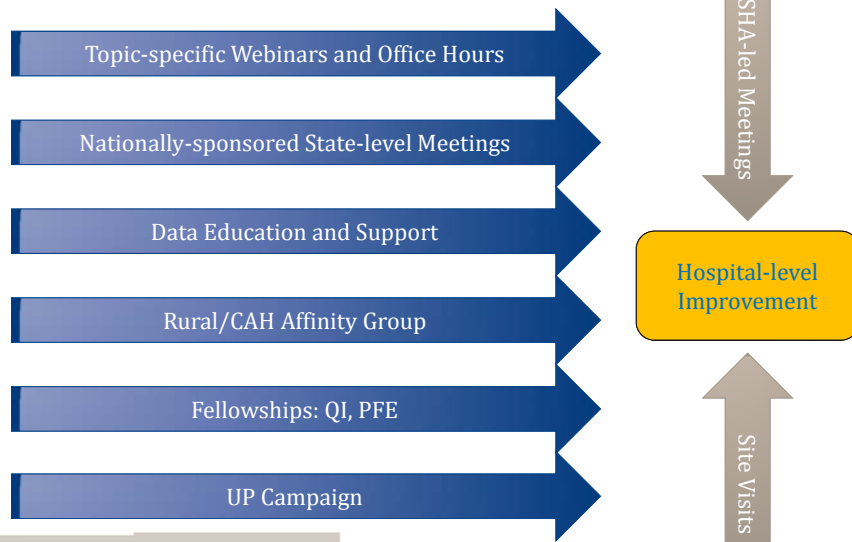 Topic-specific Webinars and Office Hours
Nationally-sponsored State-level Meetings
Data Education and Support
Rural/CAH Affinity Group
Fellowships: QI, PFE
UP Campaign
SHA-led Meetings
Hospital-level
Improvement
Site Visits